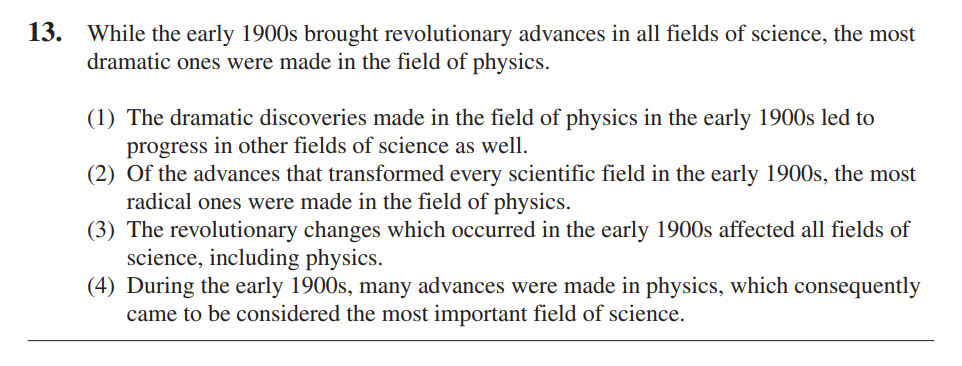 13. While the early 1900s brought revolutionary advances in all fields of science, the most
dramatic ones were made in the field of physics.
(1) The dramatic discoveries made in the field of physics in the early 1900s led to
progress in other fields of science as well.
(2) Of the advances that transformed every scientific field in the early 1900s, the most
radical ones were made in the field of physics.
(3) The revolutionary changes which occurred in the early 1900s affected all fields of
science, including physics.
(4) During the early 1900s, many advances were made in physics, which consequently
came to be considered the most important field of science.